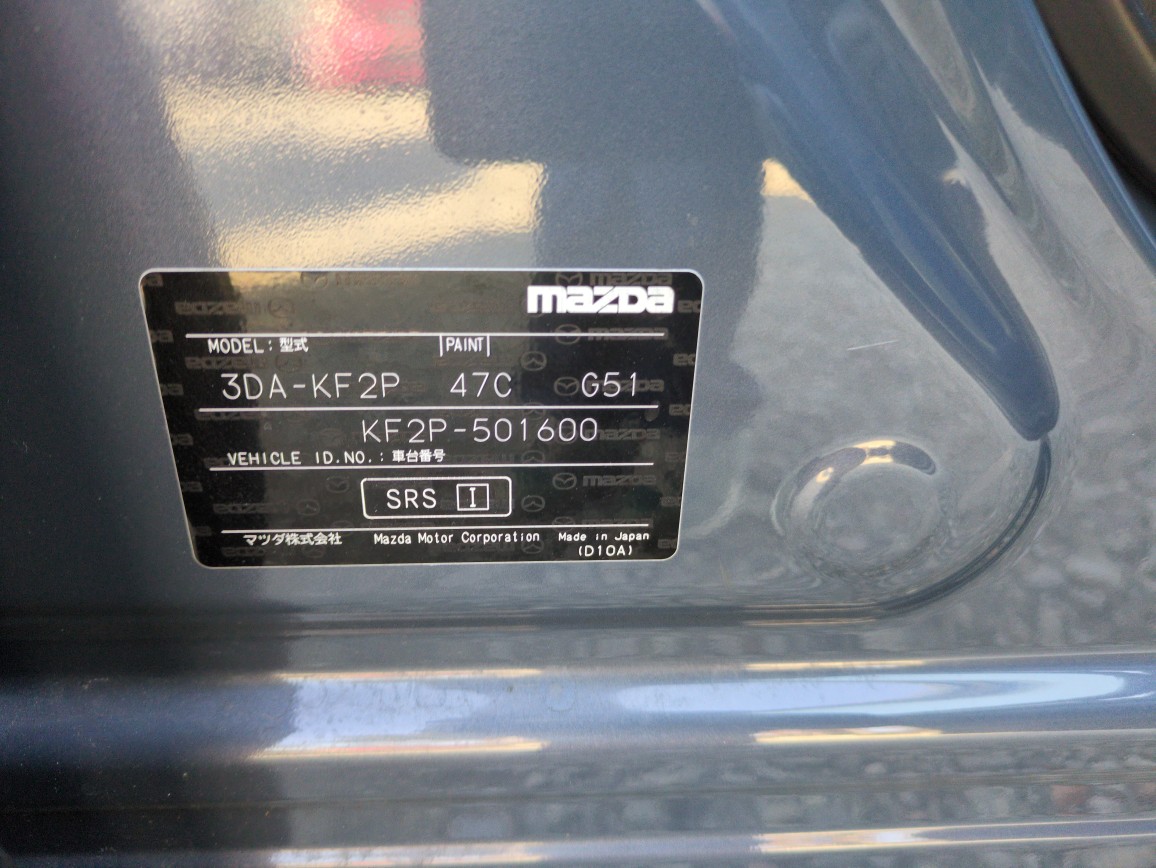 mazda
MODEL: 型式 PAINT
3DA-KF2P 47C G51
KF2P-501600
VEHICLE ID.NO.: 車台番号
SRS I
マツダ株式会社 Mazda Motor Corporation Made in Japan
(D10A)